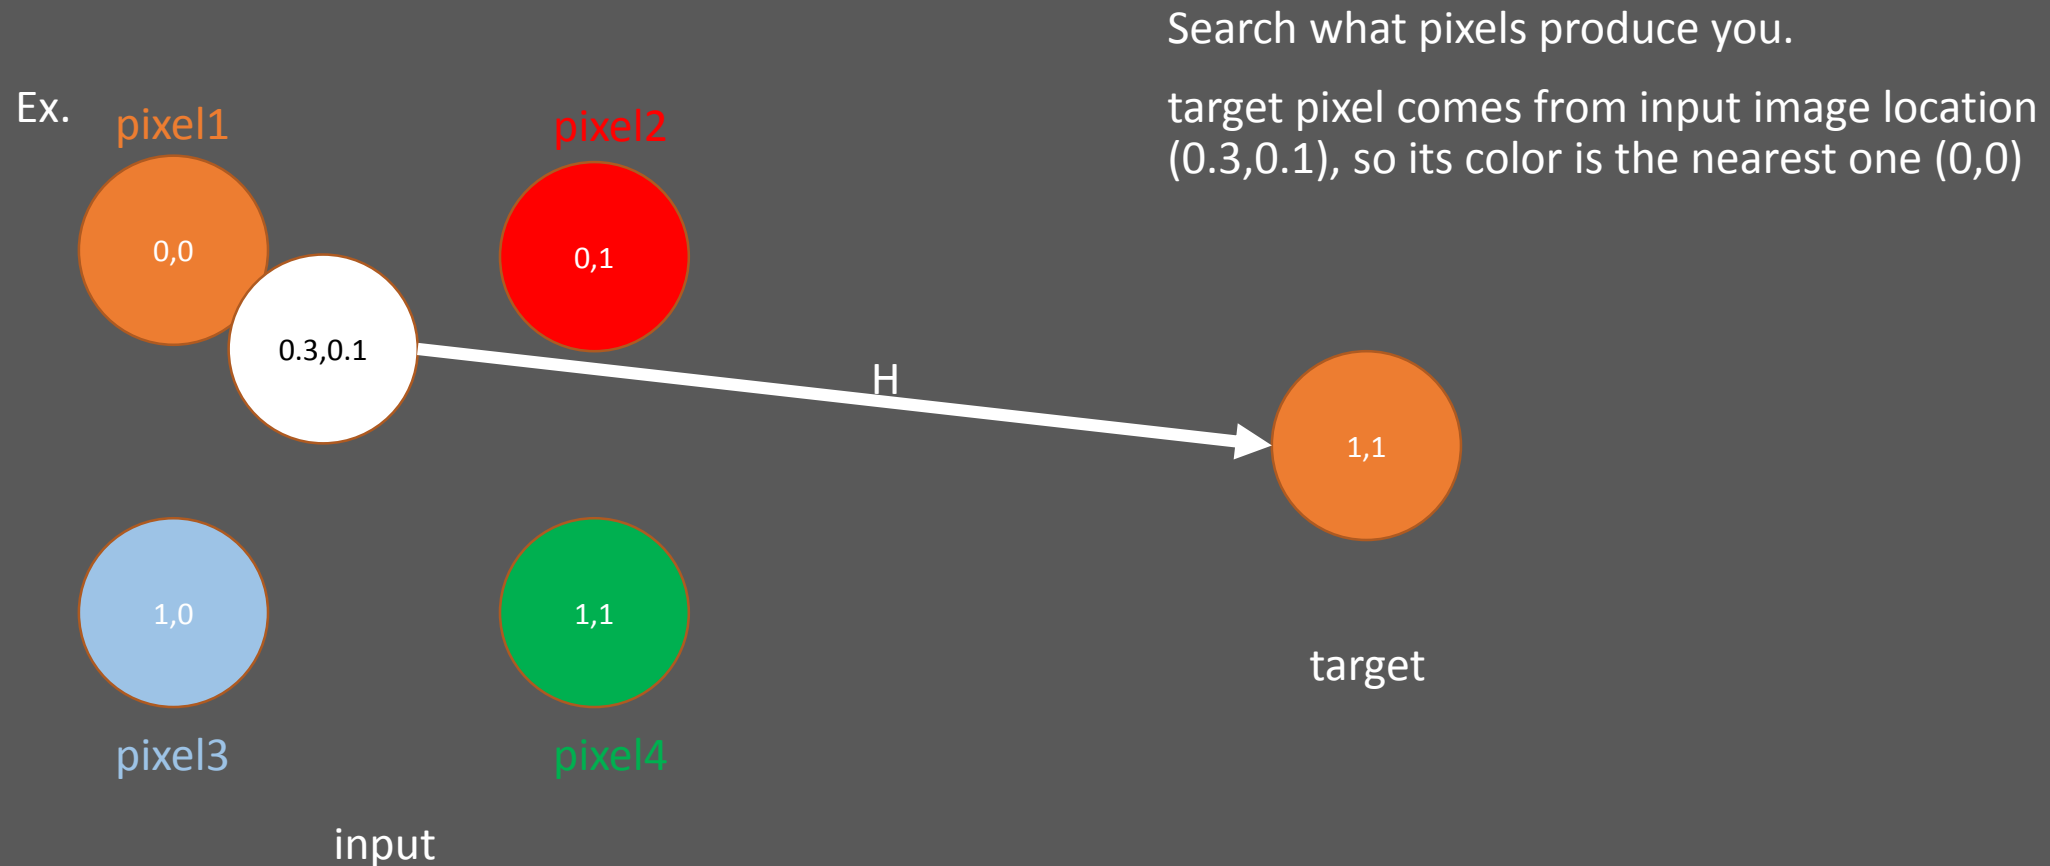 Search what pixels produce you.
target pixel comes from input image location
(0.3,0.1), so its color is the nearest one (0,0)
Ex.
pixel1
pixel2
0,0
0,1
0.3,0.1
H
1,1
1,0
1,1
target
pixel3
pixel4
input